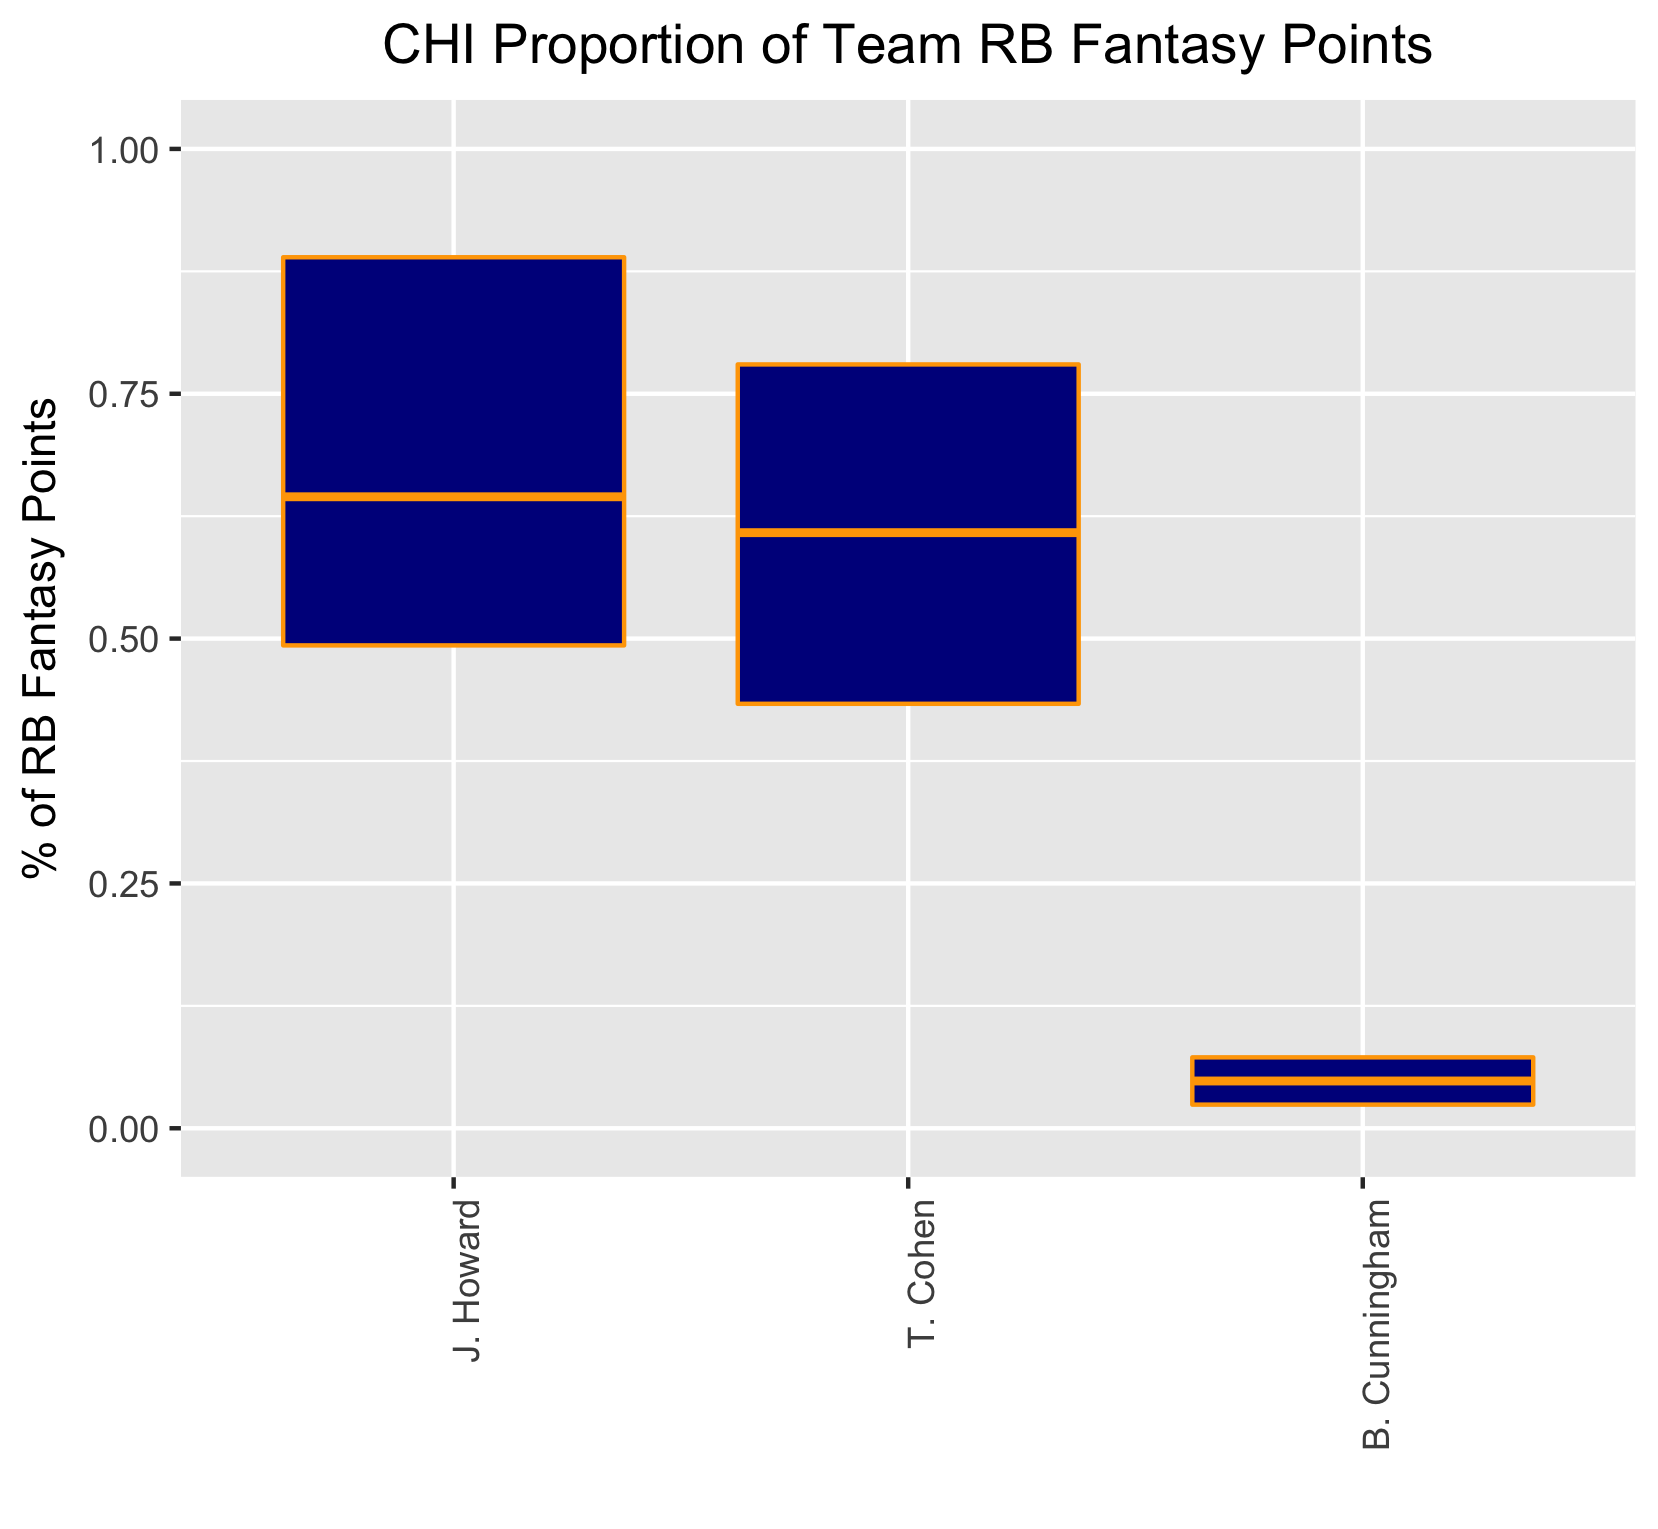 CHI Proportion of Team RB Fantasy Points
% of RB Fantasy Points
1.00
0.75
0.50
0.25
0.00
J. Howard
T. Cohen
B. Cunningham